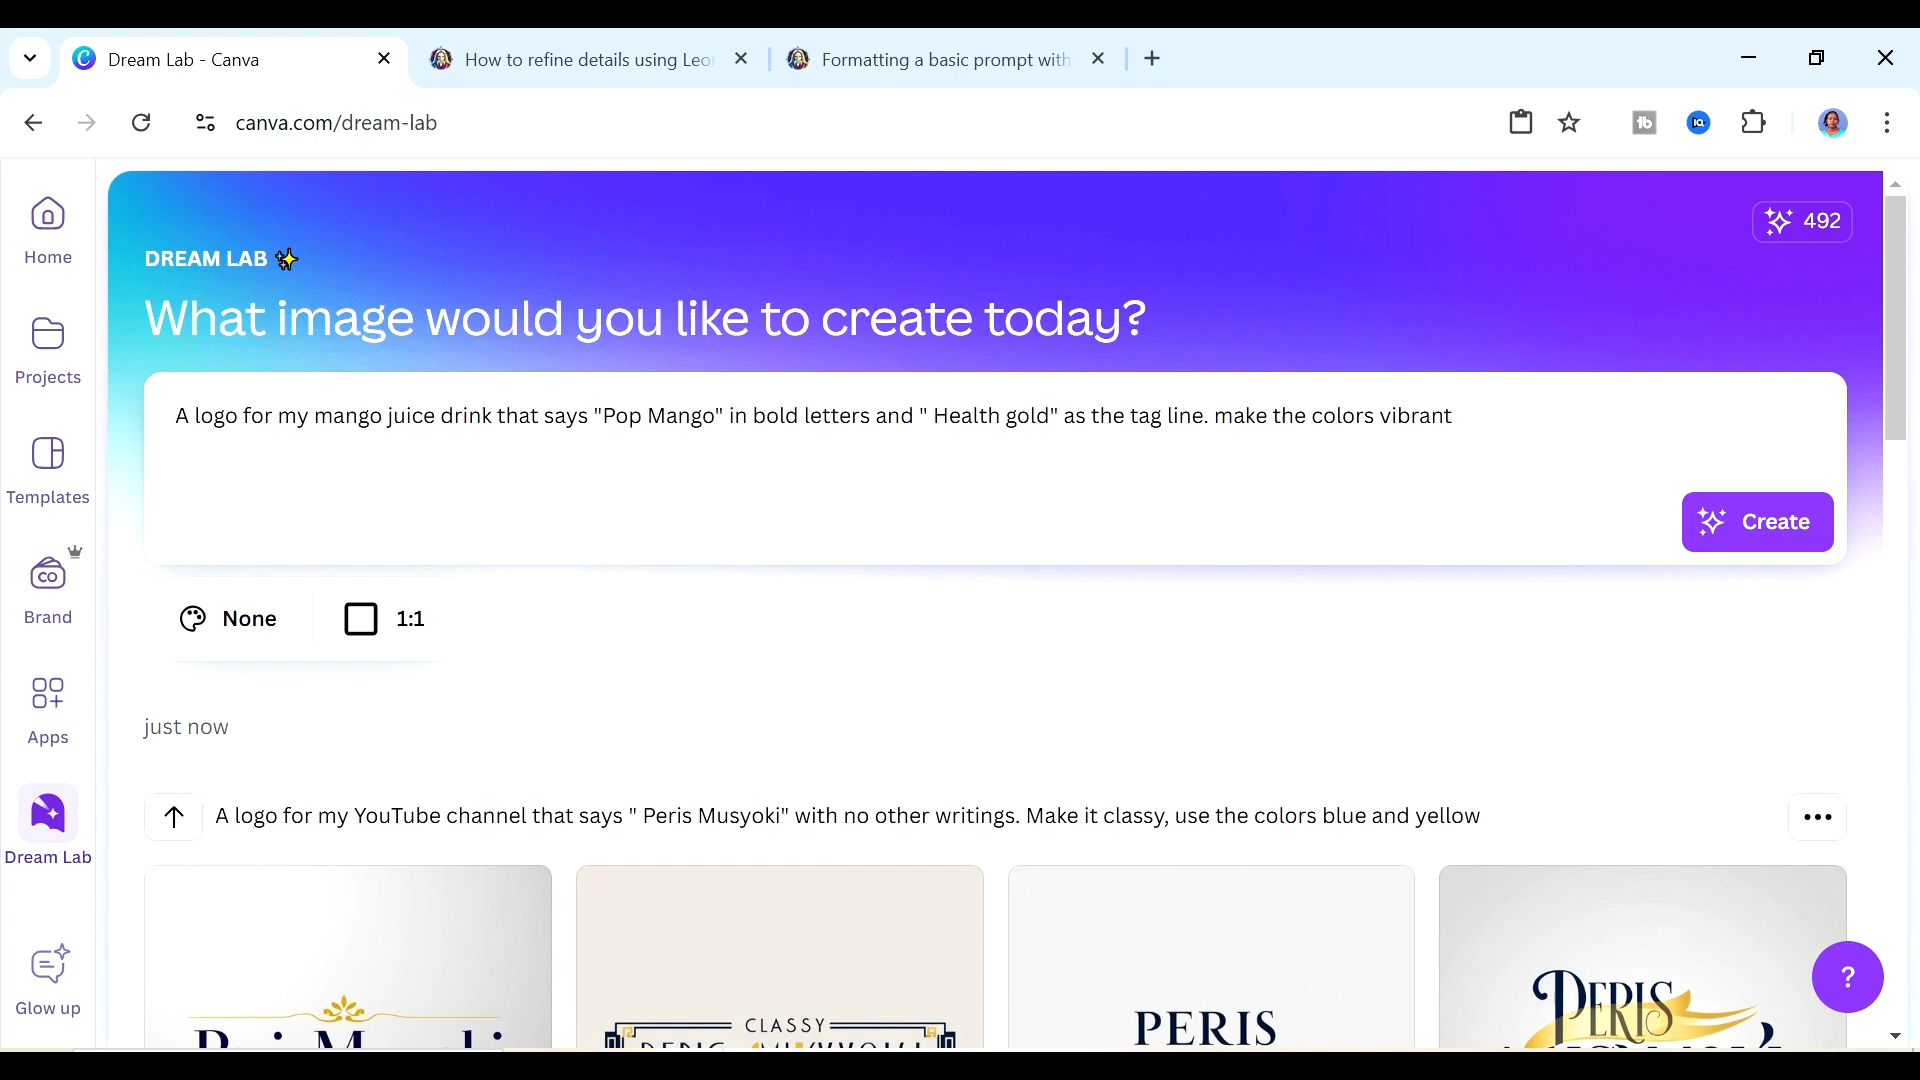 Dream Lab - Canva
How to refine details using Leo
Formatting a basic prompt with
canva.com/dream-lab
Home
Projects
Templates
Brand
Apps
Dream Lab
Glow up
492
DREAM LAB
What image would you like to create today?
A logo for my mango juice drink that says "Pop Mango" in bold letters and " Health gold" as the tag line. make the colors vibrant
Create
None
1:1
just now
A logo for my YouTube channel that says " Peris Musyoki" with no other writings. Make it classy, use the colors blue and yellow
CLASSY
PERIS
PERIS
?